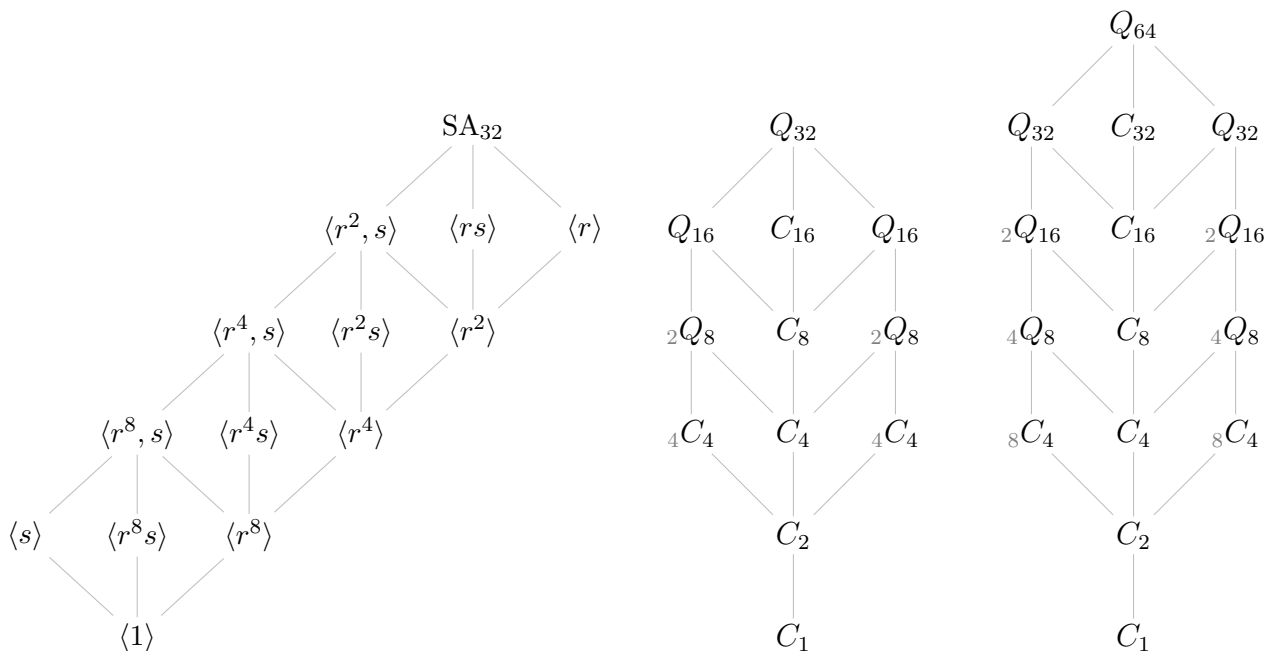 Q₆₄
SA₃₂ Q₃₂ Q₃₂ C₃₂ Q₃₂
⟨r², s⟩ ⟨rs⟩ ⟨r⟩ Q₁₆ C₁₆ Q₁₆ ₂Q₁₆ C₁₆ ₂Q₁₆
⟨r⁴, s⟩ ⟨r²s⟩ ⟨r²⟩ ₂Q₈ C₈ ₂Q₈ ₄Q₈ C₈ ₄Q₈
⟨r⁸, s⟩ ⟨r⁴s⟩ ⟨r⁴⟩ ₄C₄ C₄ ₄C₄ ₈C₄ C₄ ₈C₄
⟨s⟩ ⟨r⁸s⟩ ⟨r⁸⟩ C₂ C₂
⟨1⟩ C₁ C₁